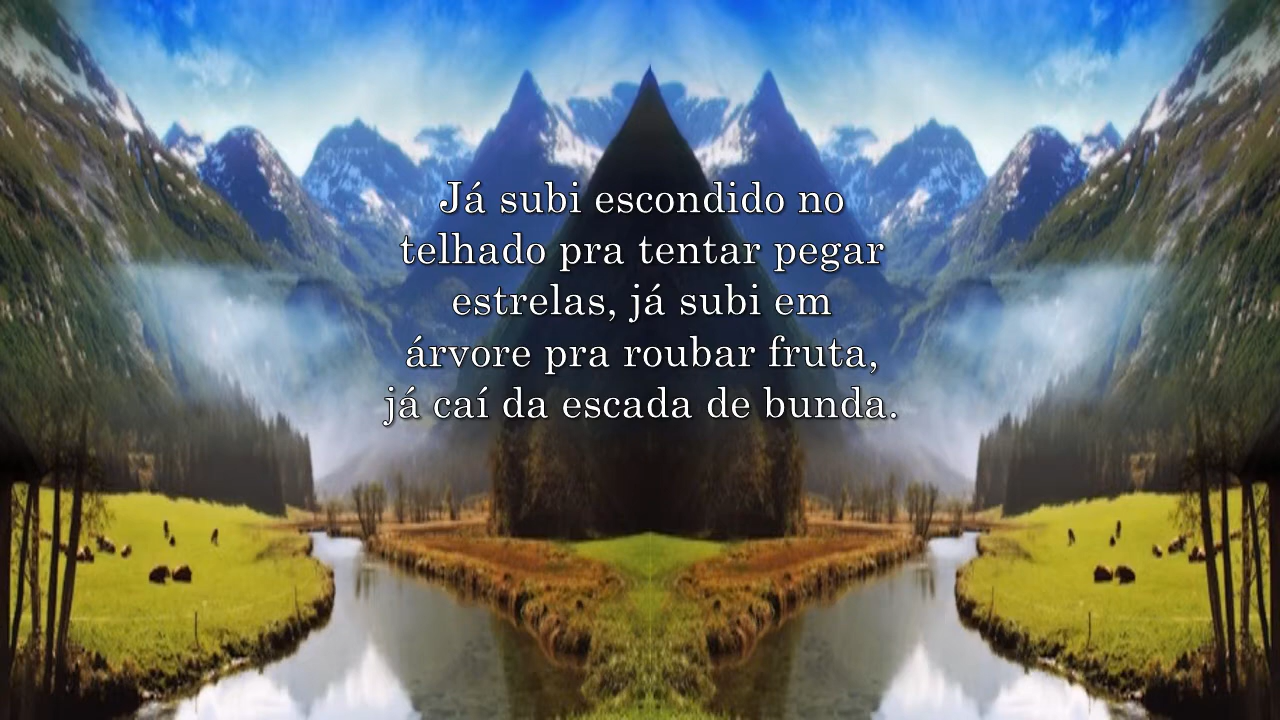 Já subi escondido no
telhado pra tentar pegar
estrelas, já subi em
árvore pra roubar fruta,
já caí da escada de bunda.